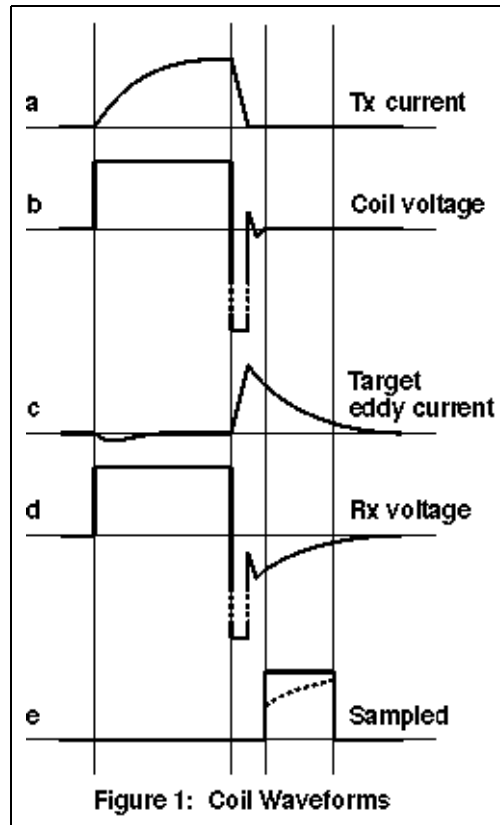 a Tx current
b Coil voltage
c Target
eddy current
d Rx voltage
e Sampled
Figure 1: Coil Waveforms